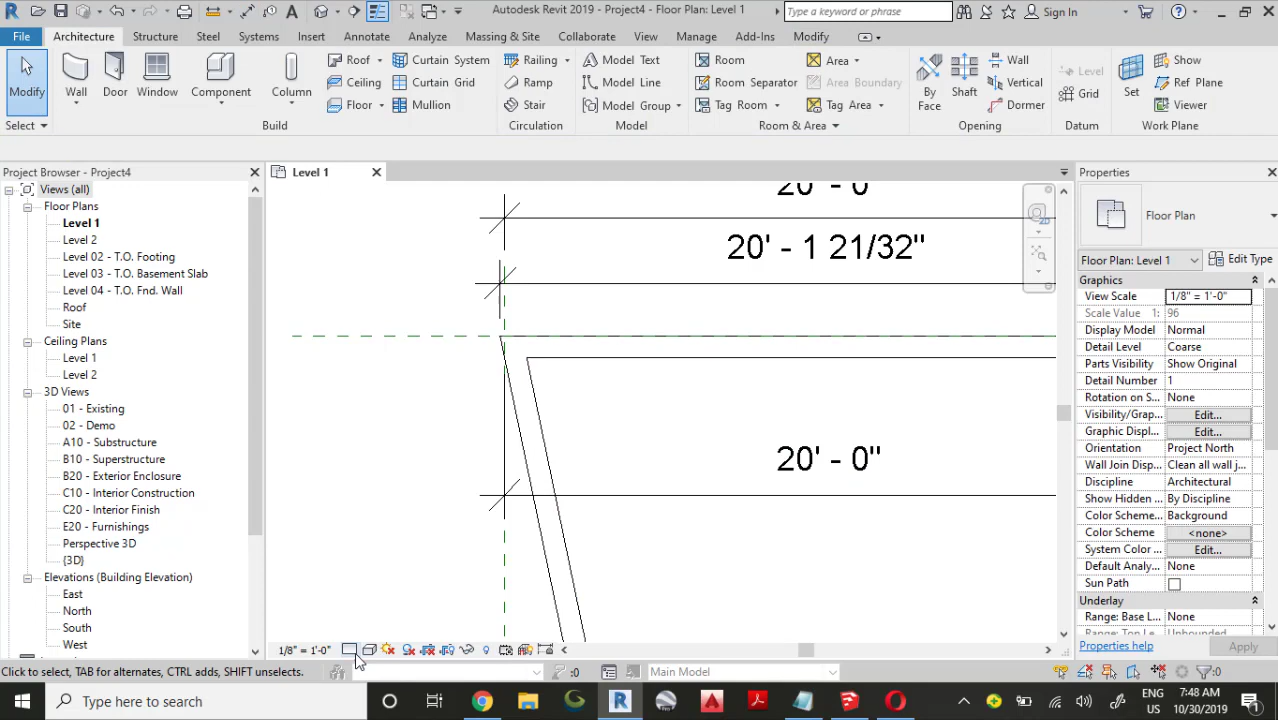 Autodesk Revit 2019 - Project4 - Floor Plan: Level 1
Type a keyword or phrase
Sign In
File Architecture Structure Steel Systems Insert Annotate Analyze Massing & Site Collaborate View Manage Add-Ins Modify
Modify
Select
Wall
Door
Window
Component
Column
Roof
Ceiling
Floor
Curtain System
Curtain Grid
Mullion
Build
Railing
Ramp
Stair
Circulation
Model Text
Model Line
Model Group
Model
Room
Room Separator
Tag Room
Area
Area Boundary
Tag Area
Room & Area
By
Face
Shaft
Wall
Vertical
Dormer
Opening
Level
Grid
Datum
Set
Show
Ref Plane
Viewer
Work Plane
Project Browser - Project4
Views (all)
Floor Plans
Level 1
Level 2
Level 02 - T.O. Footing
Level 03 - T.O. Basement Slab
Level 04 - T.O. Fnd. Wall
Roof
Site
Ceiling Plans
Level 1
Level 2
3D Views
01 - Existing
02 - Demo
A10 - Substructure
B10 - Superstructure
B20 - Exterior Enclosure
C10 - Interior Construction
C20 - Interior Finish
E20 - Furnishings
Perspective 3D
{3D}
Elevations (Building Elevation)
East
North
South
West
Level 1
20' - 0"
20' - 1 21/32"
20' - 0"
2D
1/8" = 1'-0"
Properties
Floor Plan
Floor Plan: Level 1
Edit Type
Graphics
View Scale 1/8" = 1'-0"
Scale Value 1: 96
Display Model Normal
Detail Level Coarse
Parts Visibility Show Original
Detail Number 1
Rotation on S... None
Visibility/Grap... Edit...
Graphic Displ... Edit...
Orientation Project North
Wall Join Disp... Clean all wall j...
Discipline Architectural
Show Hidden ... By Discipline
Color Scheme... Background
Color Scheme <none>
System Color ... Edit...
Default Analy... None
Sun Path
Underlay
Range: Base L... None
Properties help
Apply
Click to select, TAB for alternates, CTRL adds, SHIFT unselects.
:0
Main Model
:0
Type here to search
ENG
US
7:48 AM
10/30/2019
1